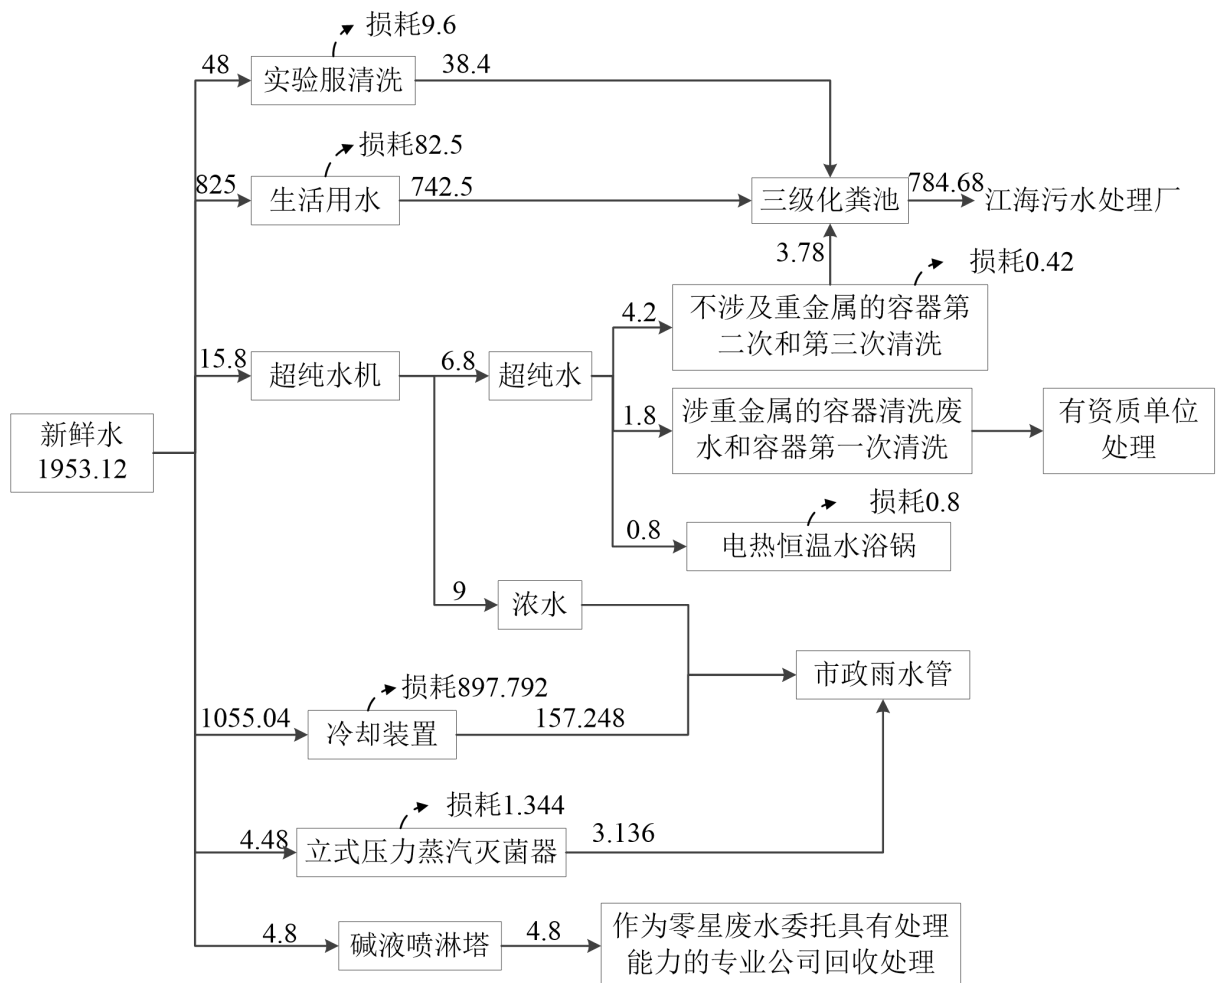 损耗9.6
48
实验服清洗
38.4
损耗82.5
825
生活用水
742.5
三级化粪池
784.68
江海污水处理厂
3.78
损耗0.42
4.2
不涉及重金属的容器第
二次和第三次清洗
15.8
超纯水机
6.8
超纯水
1.8
涉重金属的容器清洗废
水和容器第一次清洗
有资质单位
处理
新鲜水
1953.12
损耗0.8
0.8
电热恒温水浴锅
9
浓水
市政雨水管
损耗897.792
1055.04
冷却装置
157.248
损耗1.344
4.48
立式压力蒸汽灭菌器
3.136
4.8
碱液喷淋塔
4.8
作为零星废水委托具有处理
能力的专业公司回收处理